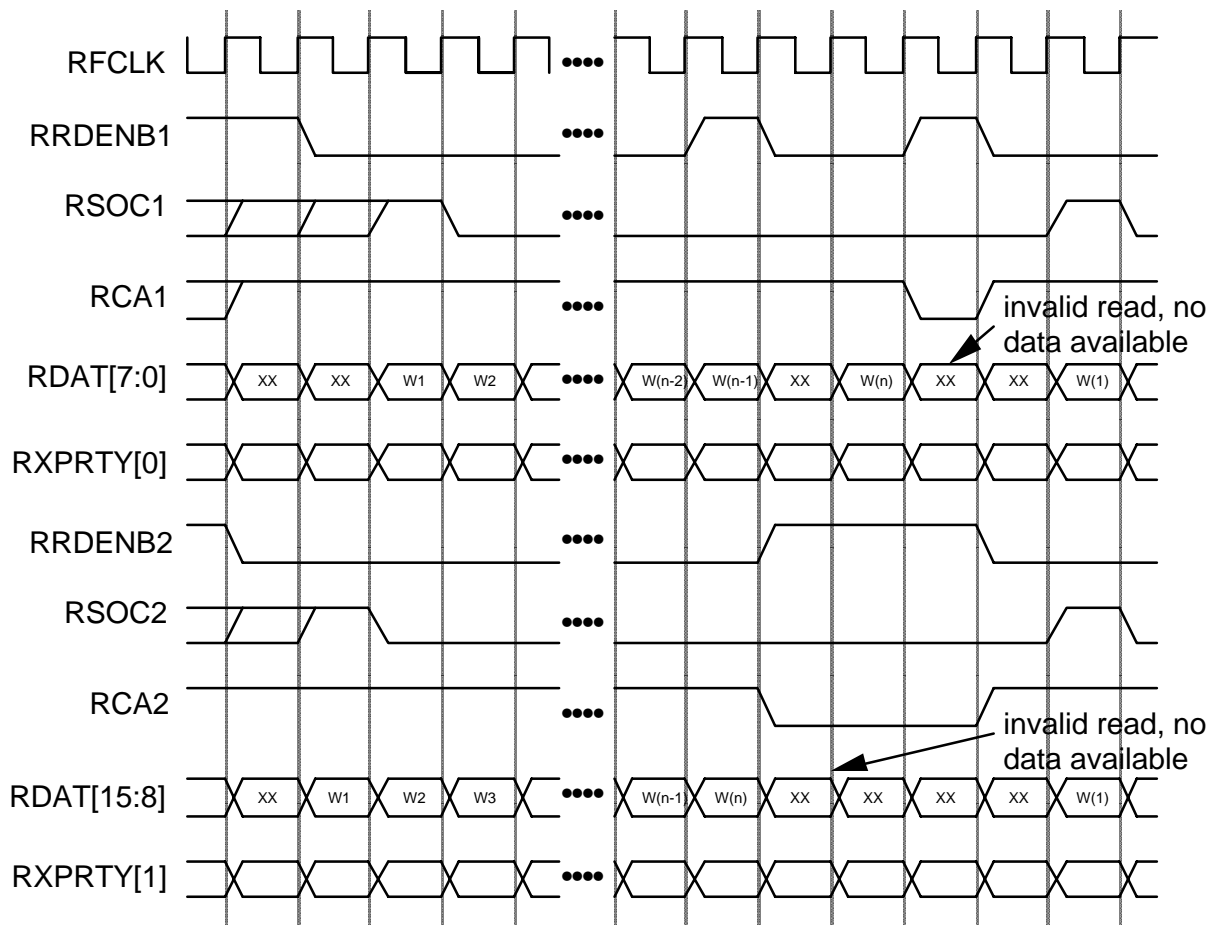 RFCLK
RRDENB1
RSOC1
RCA1
invalid read, no
data available
RDAT[7:0]
XX XX W1 W2 W(n-2) W(n-1) XX W(n) XX XX W(1)
RXPRTY[0]
RRDENB2
RSOC2
RCA2
invalid read, no
data available
RDAT[15:8]
XX W1 W2 W3 W(n-1) W(n) XX XX XX XX W(1)
RXPRTY[1]